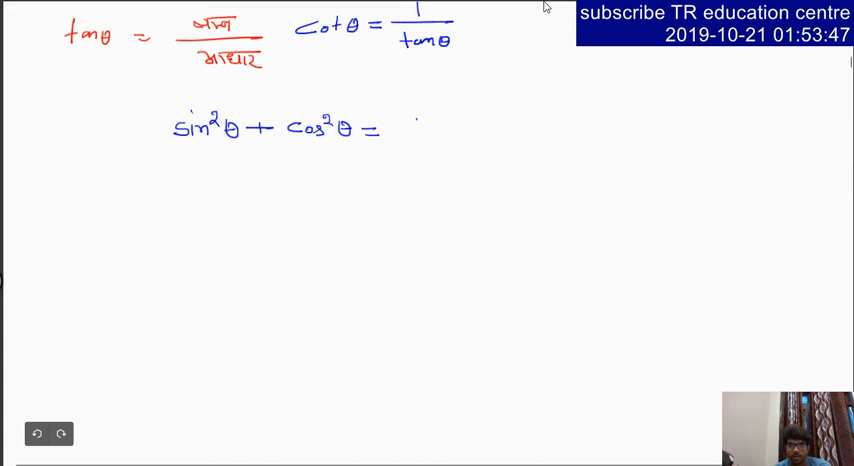 subscribe TR education centre
2019-10-21 01:53:47
tanθ = लम्ब / आधार cotθ = 1 / tanθ
sin²θ + cos²θ =